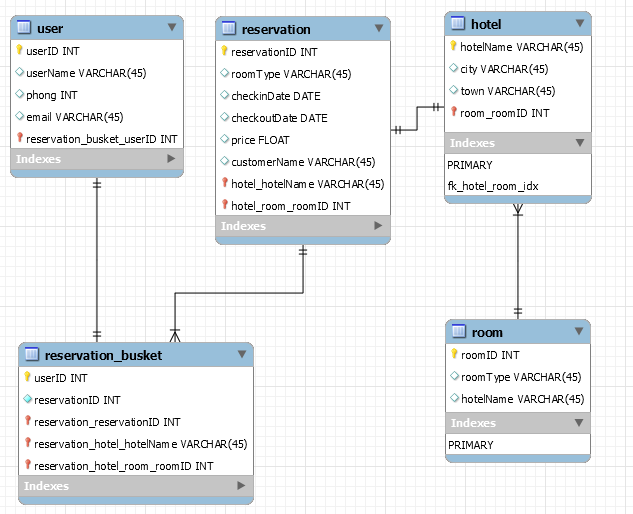 user
userID INT
userName VARCHAR(45)
phong INT
email VARCHAR(45)
reservation_busket_userID INT
Indexes
reservation
reservationID INT
roomType VARCHAR(45)
checkinDate DATE
checkoutDate DATE
price FLOAT
customerName VARCHAR(45)
hotel_hotelName VARCHAR(45)
hotel_room_roomID INT
Indexes
hotel
hotelName VARCHAR(45)
city VARCHAR(45)
town VARCHAR(45)
room_roomID INT
Indexes
PRIMARY
fk_hotel_room_idx
reservation_busket
userID INT
reservationID INT
reservation_reservationID INT
reservation_hotel_hotelName VARCHAR(45)
reservation_hotel_room_roomID INT
Indexes
room
roomID INT
roomType VARCHAR(45)
hotelName VARCHAR(45)
Indexes
PRIMARY